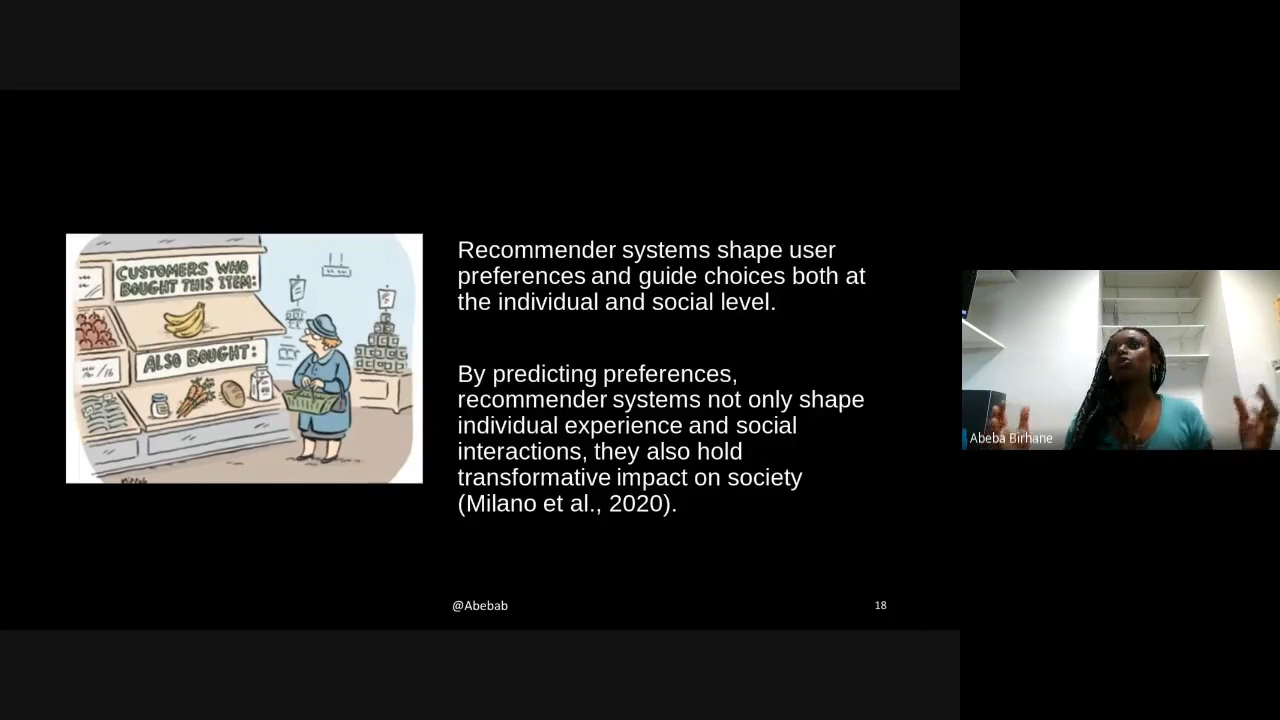 CUSTOMERS WHO
BOUGHT THIS ITEM:
ALSO BOUGHT:
Recommender systems shape user
preferences and guide choices both at
the individual and social level.
By predicting preferences,
recommender systems not only shape
individual experience and social
interactions, they also hold
transformative impact on society
(Milano et al., 2020).
@Abebab
18
Abeba Birhane